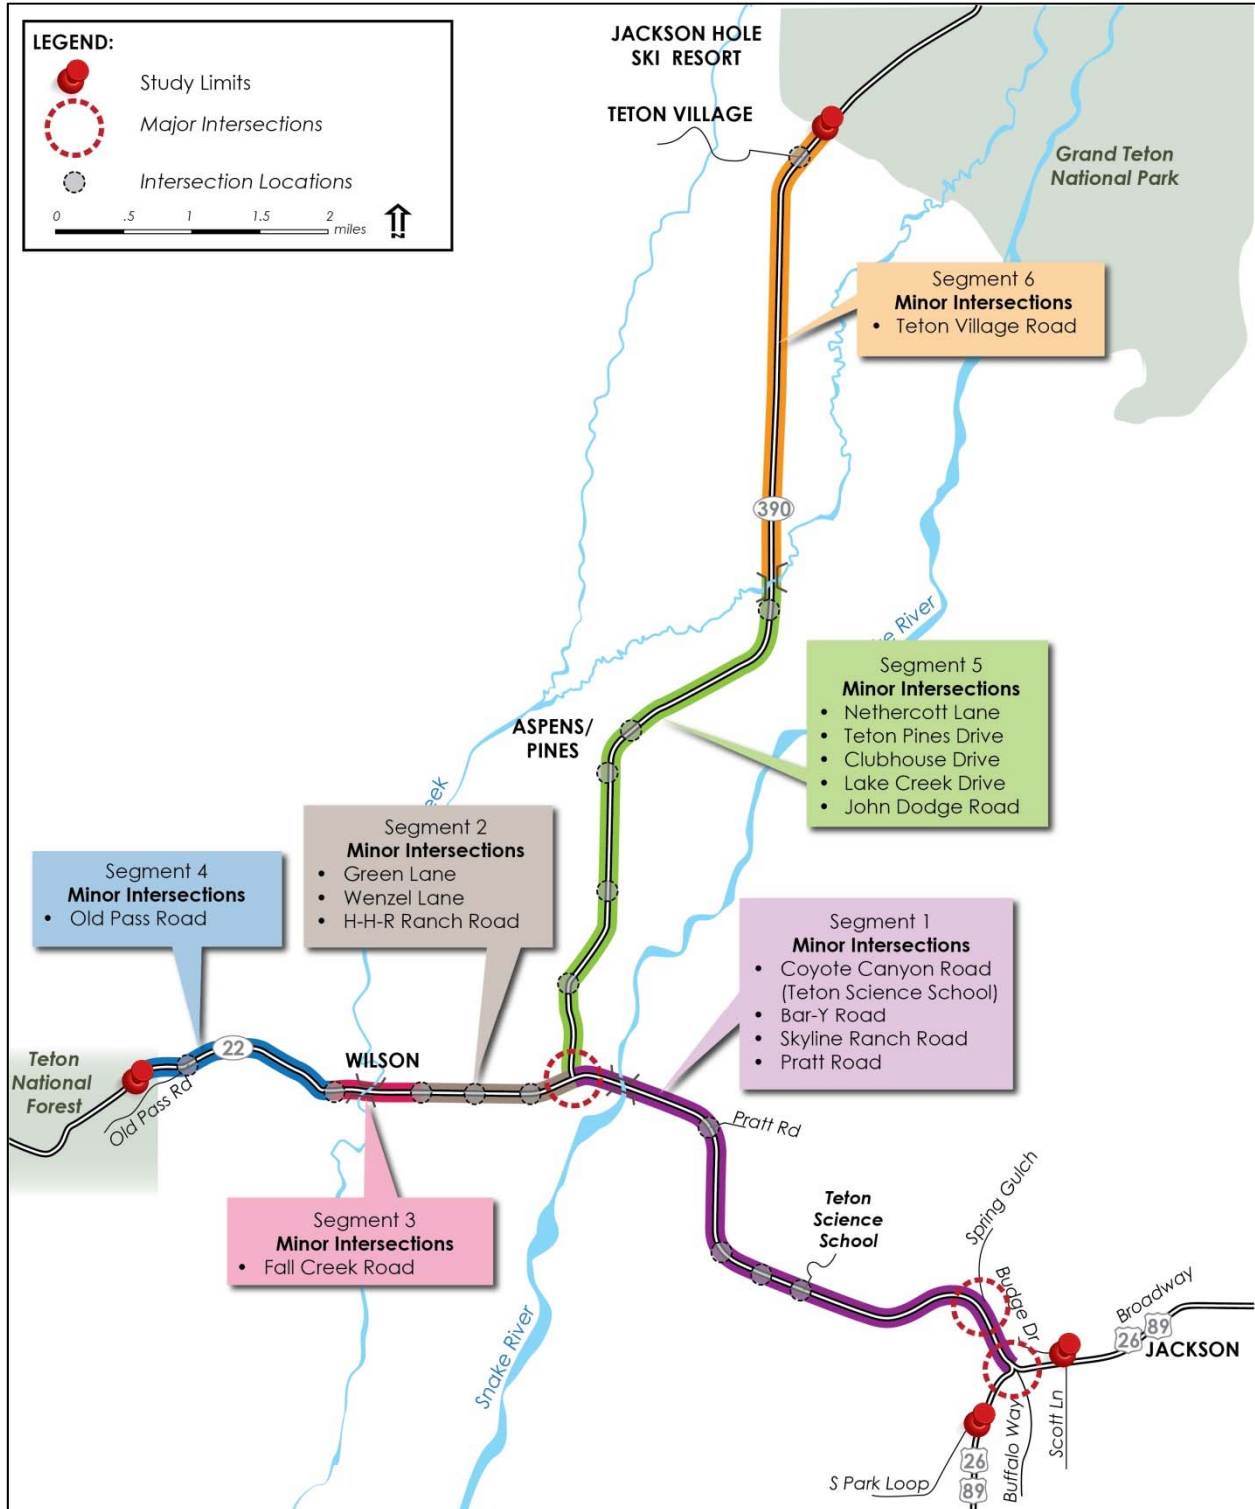 LEGEND:
Study Limits
Major Intersections
Intersection Locations
0 .5 1 1.5 2
miles
JACKSON HOLE
SKI RESORT
TETON VILLAGE
Grand Teton
National Park
Segment 6
Minor Intersections
• Teton Village Road
390
River
Segment 5
Minor Intersections
• Nethercott Lane
• Teton Pines Drive
• Clubhouse Drive
• Lake Creek Drive
• John Dodge Road
ASPENS/
PINES
Segment 2
Minor Intersections
• Green Lane
• Wenzel Lane
• H-H-R Ranch Road
Segment 4
Minor Intersections
• Old Pass Road
Segment 1
Minor Intersections
• Coyote Canyon Road
(Teton Science School)
• Bar-Y Road
• Skyline Ranch Road
• Pratt Road
22
WILSON
Teton
National
Forest
Old Pass Rd
Pratt Rd
Segment 3
Minor Intersections
• Fall Creek Road
Teton
Science
School
Spring Gulch
Budge Dr
Broadway
26 89
JACKSON
Snake River
Buffalo Way
Scott Ln
S Park Loop
26
89